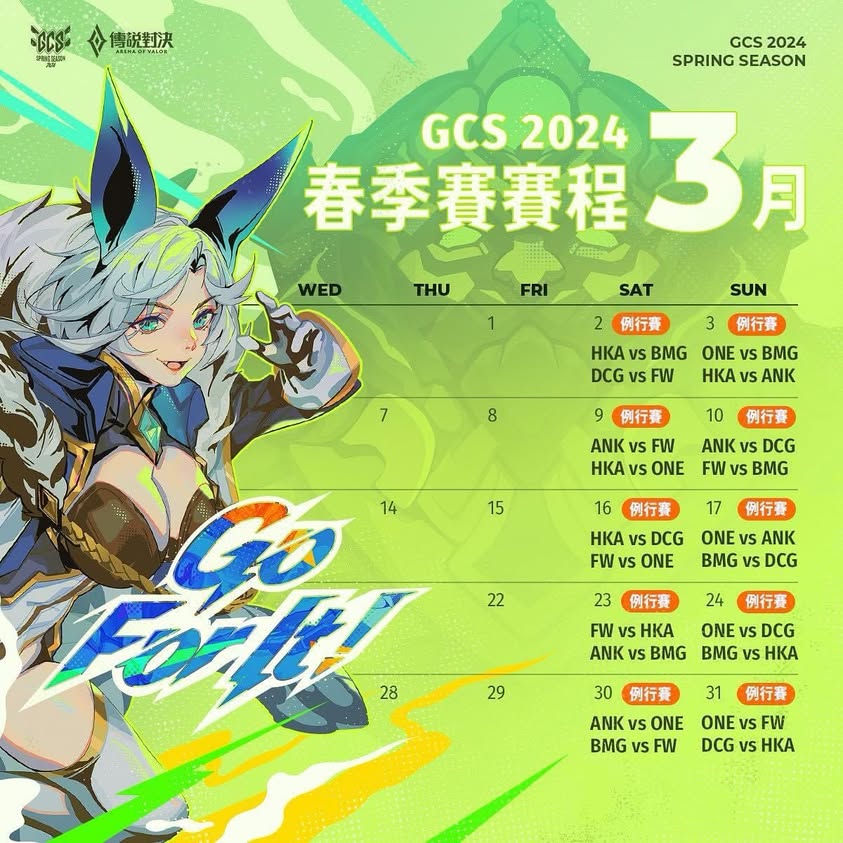 GCS
SPRING SEASON
2024
傳說對決
ARENA OF VALOR
GCS 2024
SPRING SEASON
GCS 2024
春季賽賽程 3月
WED THU FRI SAT SUN
1 2 例行賽 3 例行賽
HKA vs BMG ONE vs BMG
DCG vs FW HKA vs ANK
7 8 9 例行賽 10 例行賽
ANK vs FW ANK vs DCG
HKA vs ONE FW vs BMG
14 15 16 例行賽 17 例行賽
HKA vs DCG ONE vs ANK
FW vs ONE BMG vs DCG
22 23 例行賽 24 例行賽
FW vs HKA ONE vs DCG
ANK vs BMG BMG vs HKA
28 29 30 例行賽 31 例行賽
ANK vs ONE ONE vs FW
BMG vs FW DCG vs HKA
Go
For It!